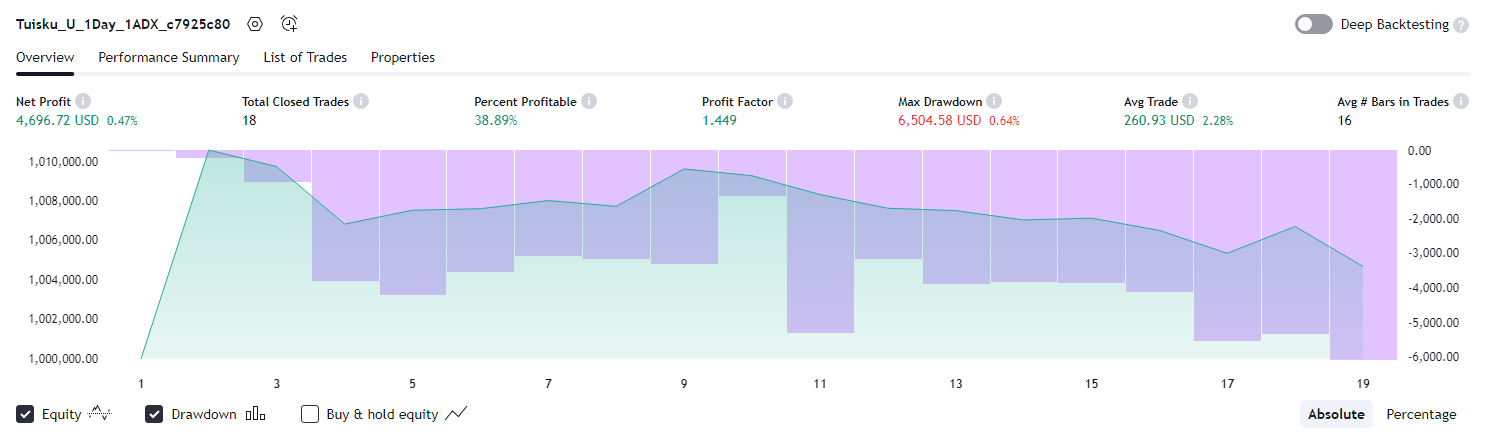 Tuisku_U_1Day_1ADX_c7925c80 Deep Backtesting ?
Overview Performance Summary List of Trades Properties
Net Profit i Total Closed Trades i Percent Profitable i Profit Factor i Max Drawdown i Avg Trade i Avg # Bars in Trades i
4,696.72 USD 0.47% 18 38.89% 1.449 6,504.58 USD 0.64% 260.93 USD 2.28% 16
1,010,000.00 0.00
1,008,000.00 -1,000.00
1,006,000.00 -2,000.00
1,004,000.00 -3,000.00
1,002,000.00 -4,000.00
1,000,000.00 -5,000.00
-6,000.00
1 3 5 7 9 11 13 15 17 19
Equity Drawdown Buy & hold equity Absolute Percentage